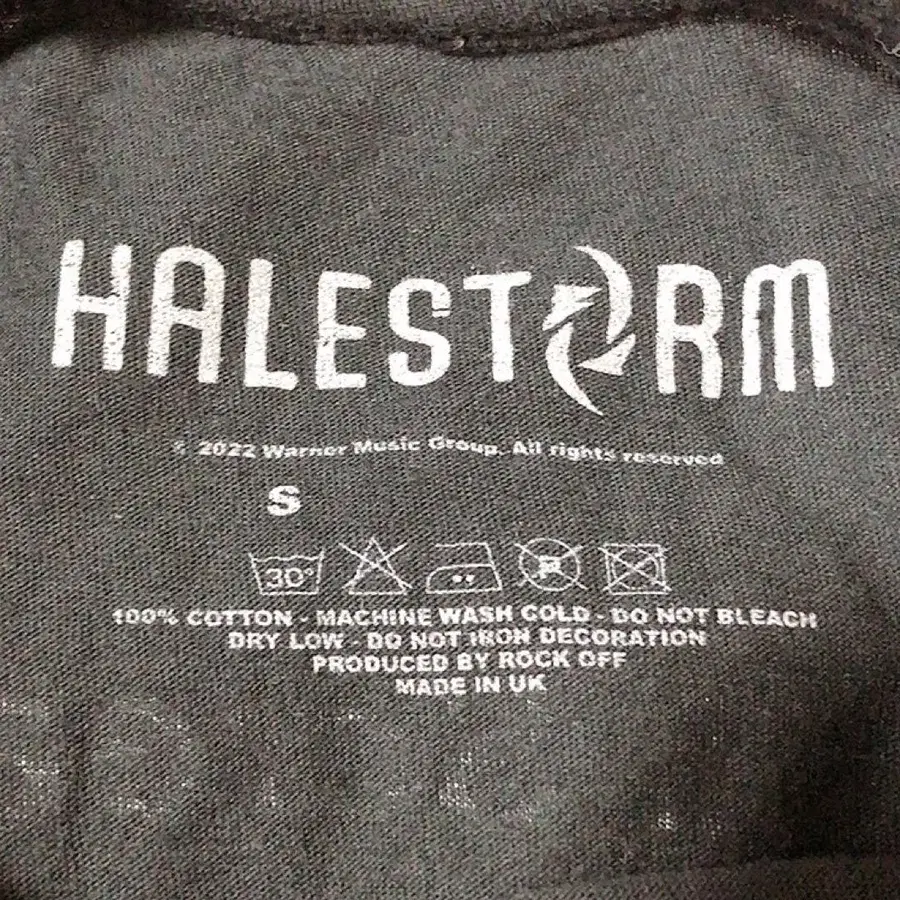 HALESTORM
© 2022 Warner Music Group. All rights reserved
S
30°
P
100% COTTON - MACHINE WASH COLD - DO NOT BLEACH
DRY LOW - DO NOT IRON DECORATION
PRODUCED BY ROCK OFF
MADE IN UK